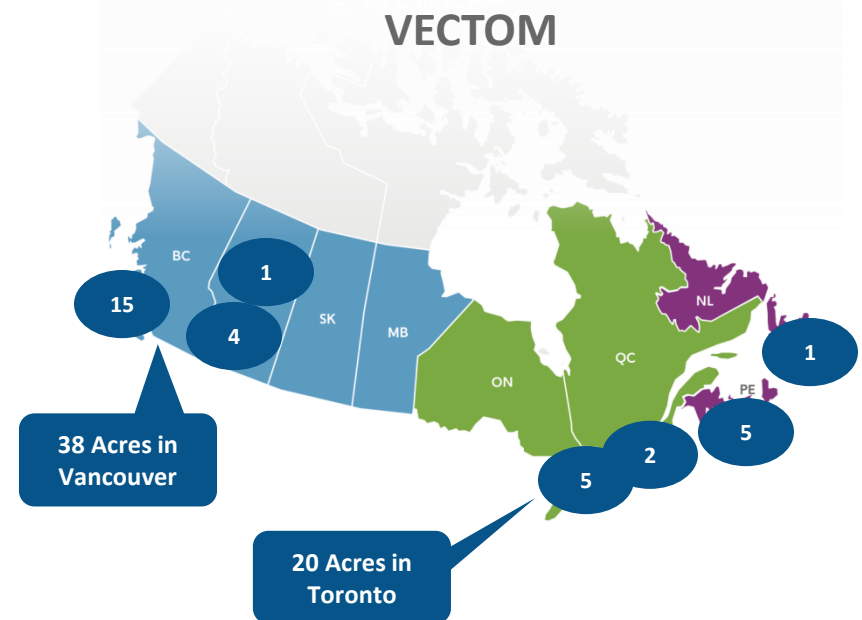 VECTOM
BC
1
15
SK
4
MB
NL
1
QC
ON
PE
5
2
5
38 Acres in
Vancouver
20 Acres in
Toronto